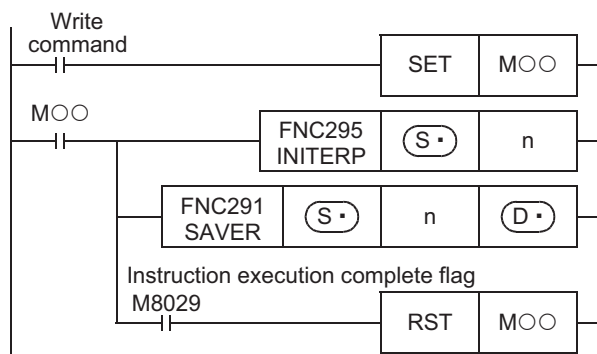 Write
command
SET M○○
M○○
FNC295
INITERP
S· n
FNC291
SAVER
S· n D·
Instruction execution complete flag
M8029
RST M○○